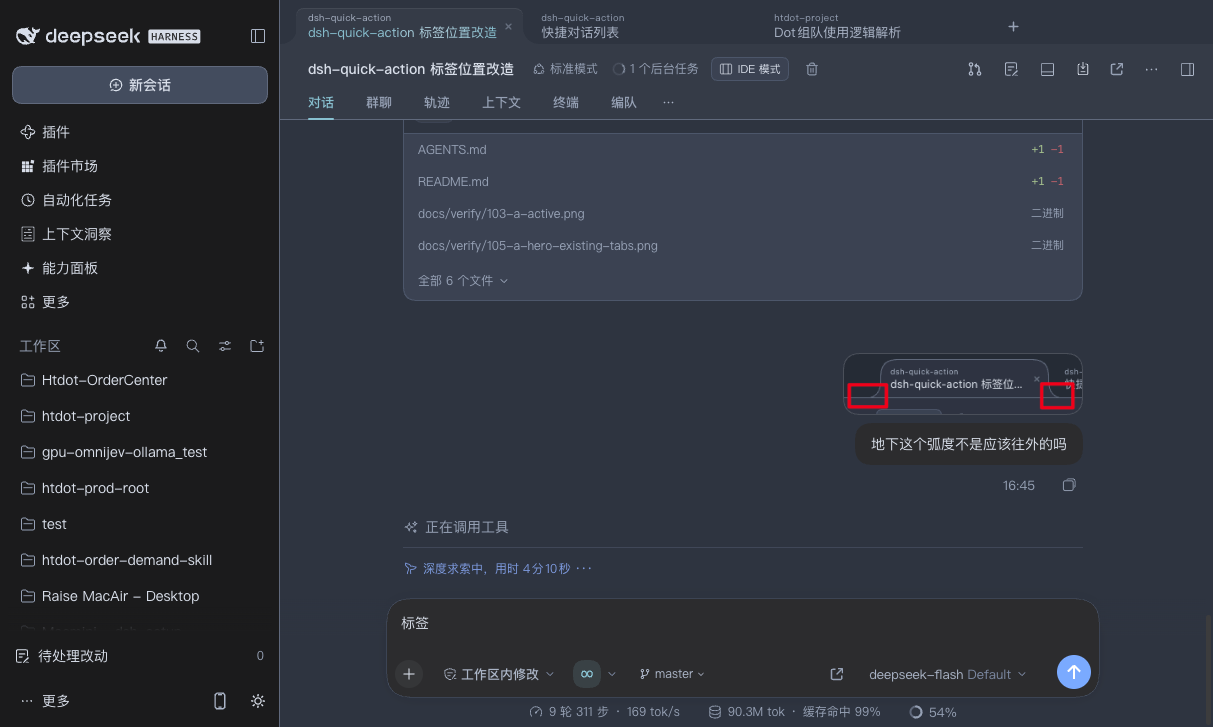 deepseek HARNESS
新会话
插件
插件市场
自动化任务
上下文洞察
能力面板
更多
工作区
Htdot-OrderCenter
htdot-project
gpu-omnijev-ollama_test
htdot-prod-root
test
htdot-order-demand-skill
Raise MacAir - Desktop
待处理改动 0
更多
dsh-quick-action
dsh-quick-action 标签位置改造
dsh-quick-action
快捷对话列表
htdot-project
Dot组队使用逻辑解析
dsh-quick-action 标签位置改造 标准模式 1 个后台任务 IDE 模式
对话 群聊 轨迹 上下文 终端 编队
AGENTS.md +1 -1
README.md +1 -1
docs/verify/103-a-active.png 二进制
docs/verify/105-a-hero-existing-tabs.png 二进制
全部 6 个文件
dsh-quick-action
dsh-quick-action 标签位...
dsh-
地下这个弧度不是应该往外的吗
16:45
正在调用工具
深度求索中，用时 4分10秒 ···
标签
工作区内修改 master deepseek-flash Default
9 轮 311 步 · 169 tok/s 90.3M tok · 缓存命中 99% 54%